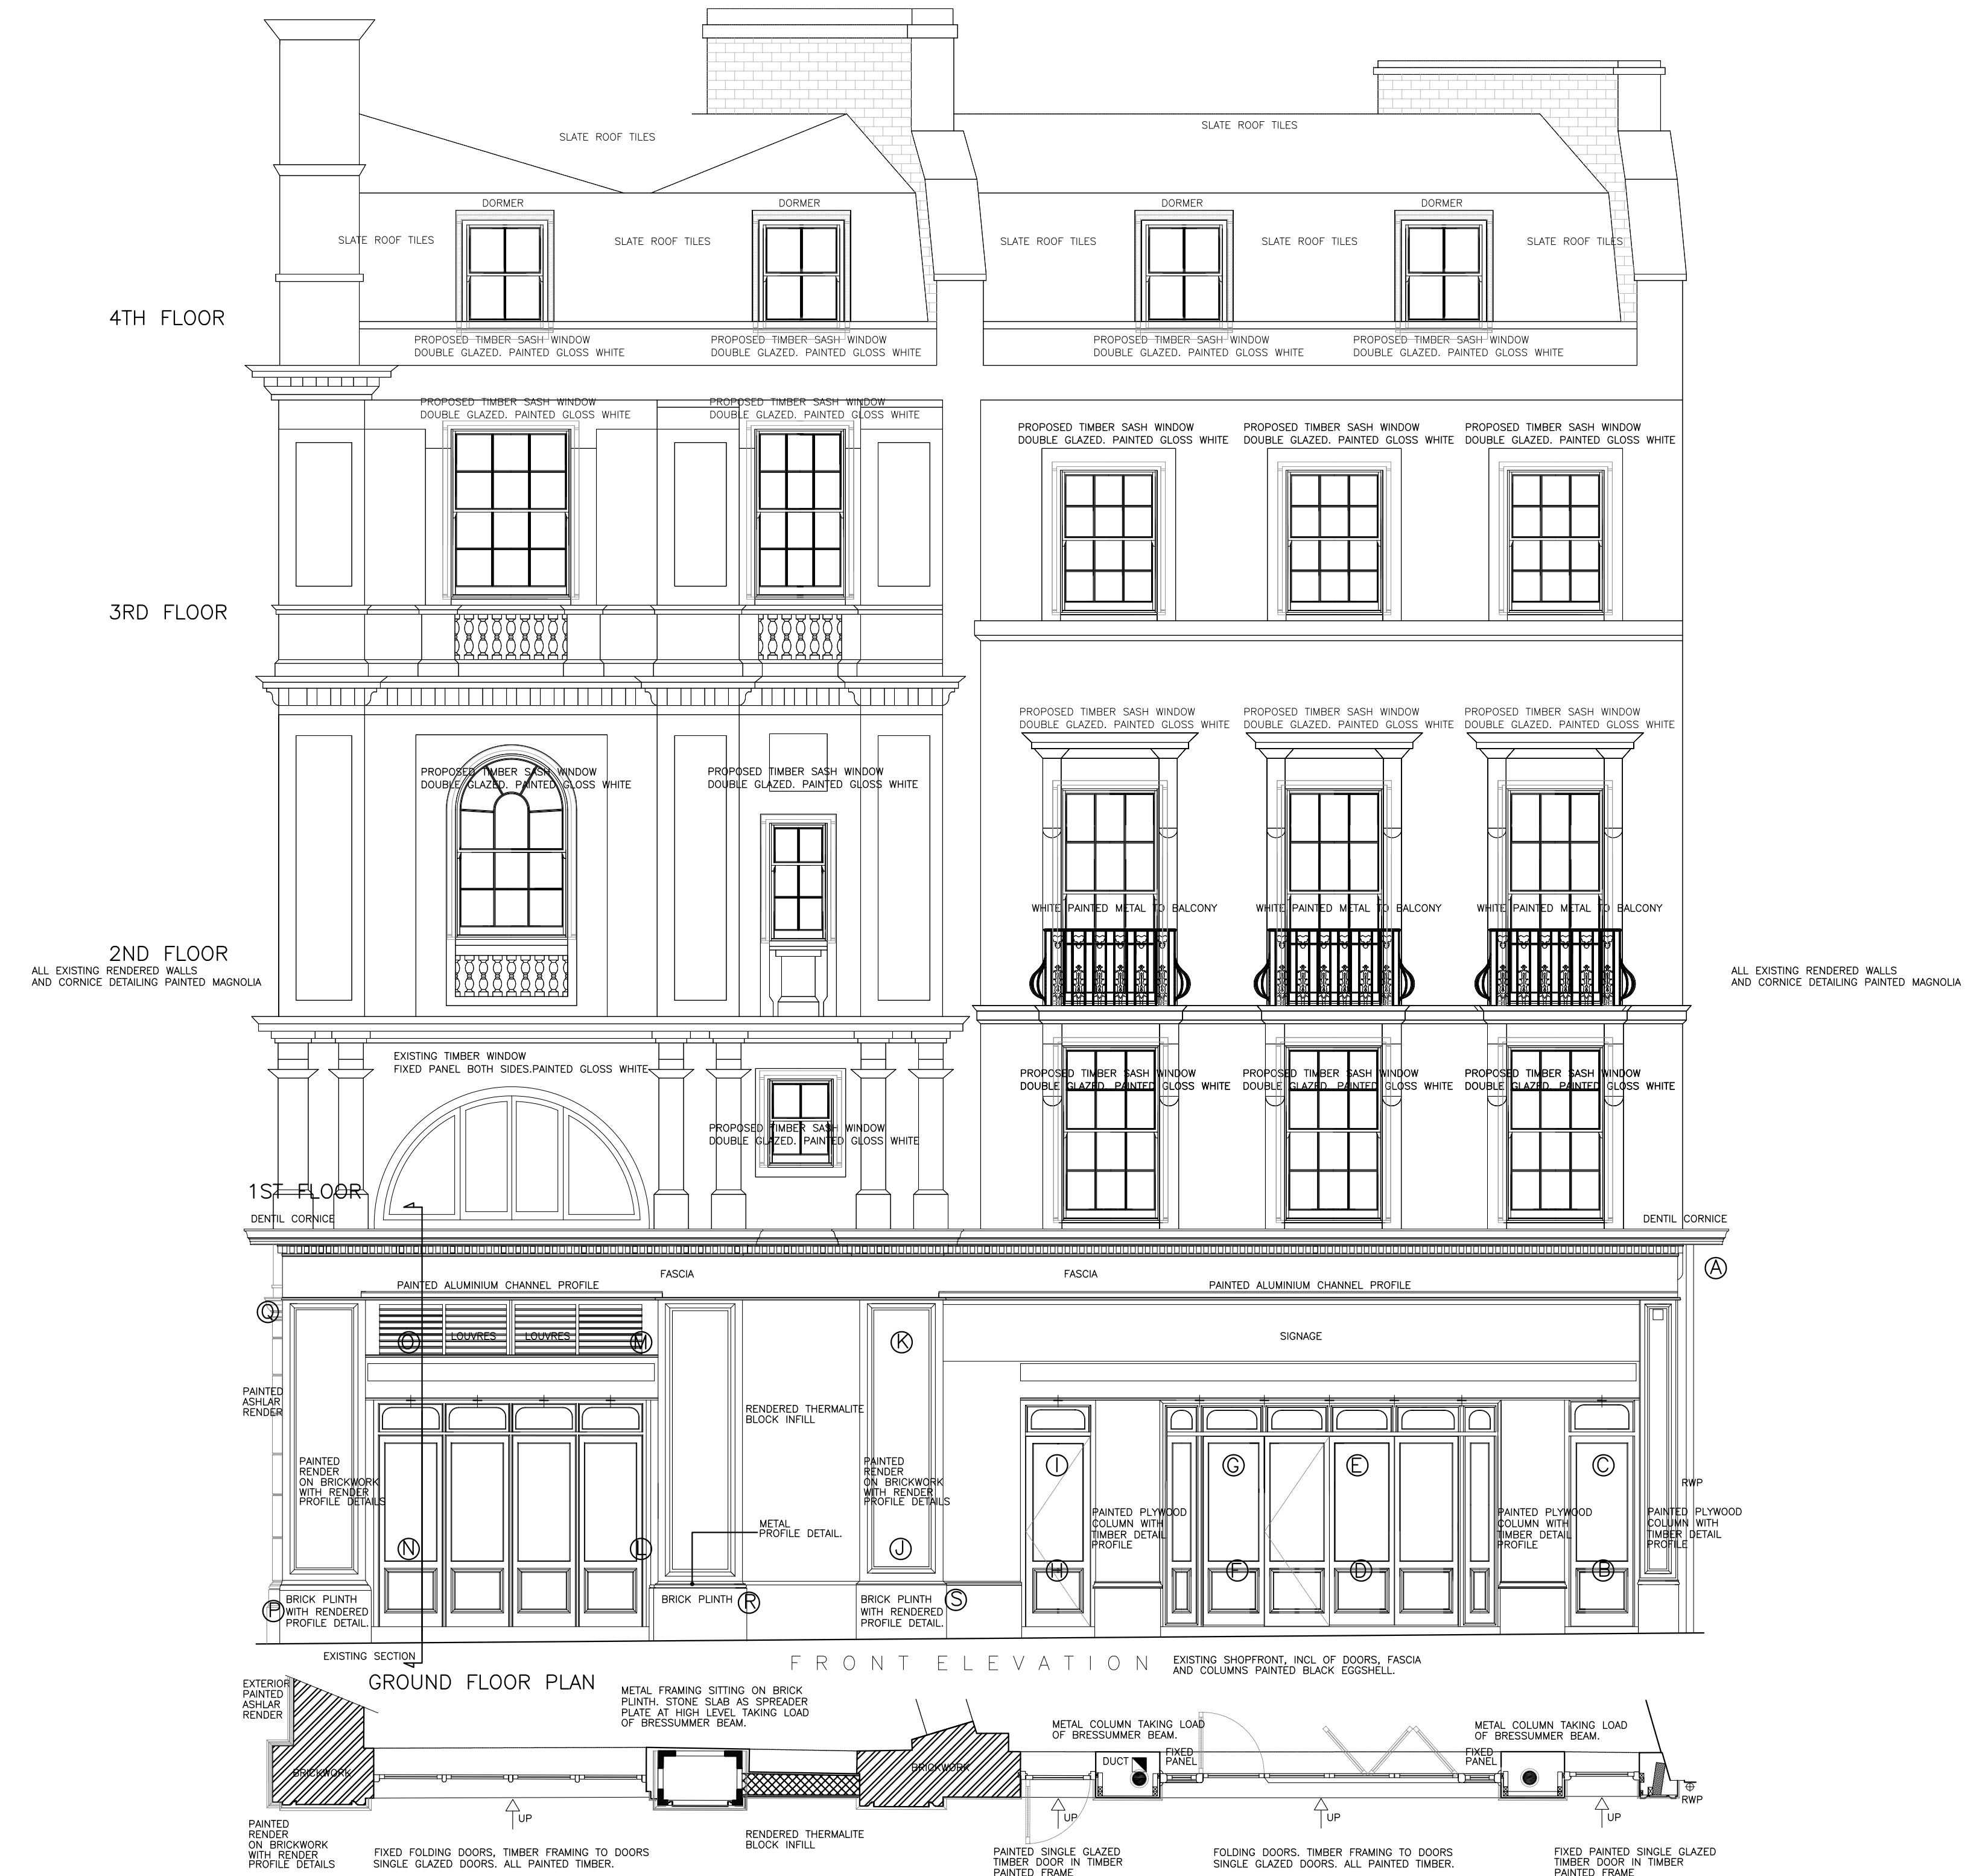 SLATE ROOF TILES
SLATE ROOF TILES
DORMER
DORMER
DORMER
DORMER
SLATE ROOF TILES
SLATE ROOF TILES
SLATE ROOF TILES
SLATE ROOF TILES
SLATE ROOF TILES
4TH FLOOR
PROPOSED TIMBER SASH WINDOW
DOUBLE GLAZED. PAINTED GLOSS WHITE
PROPOSED TIMBER SASH WINDOW
DOUBLE GLAZED. PAINTED GLOSS WHITE
PROPOSED TIMBER SASH WINDOW
DOUBLE GLAZED. PAINTED GLOSS WHITE
PROPOSED TIMBER SASH WINDOW
DOUBLE GLAZED. PAINTED GLOSS WHITE
PROPOSED TIMBER SASH WINDOW
DOUBLE GLAZED. PAINTED GLOSS WHITE
PROPOSED TIMBER SASH WINDOW
DOUBLE GLAZED. PAINTED GLOSS WHITE
PROPOSED TIMBER SASH WINDOW
DOUBLE GLAZED. PAINTED GLOSS WHITE
PROPOSED TIMBER SASH WINDOW
DOUBLE GLAZED. PAINTED GLOSS WHITE
PROPOSED TIMBER SASH WINDOW
DOUBLE GLAZED. PAINTED GLOSS WHITE
3RD FLOOR
PROPOSED TIMBER SASH WINDOW
DOUBLE GLAZED. PAINTED GLOSS WHITE
PROPOSED TIMBER SASH WINDOW
DOUBLE GLAZED. PAINTED GLOSS WHITE
PROPOSED TIMBER SASH WINDOW
DOUBLE GLAZED. PAINTED GLOSS WHITE
PROPOSED TIMBER SASH WINDOW
DOUBLE GLAZED. PAINTED GLOSS WHITE
PROPOSED TIMBER SASH WINDOW
DOUBLE GLAZED. PAINTED GLOSS WHITE
WHITE PAINTED METAL TO BALCONY
WHITE PAINTED METAL TO BALCONY
WHITE PAINTED METAL TO BALCONY
2ND FLOOR
ALL EXISTING RENDERED WALLS
AND CORNICE DETAILING PAINTED MAGNOLIA
ALL EXISTING RENDERED WALLS
AND CORNICE DETAILING PAINTED MAGNOLIA
EXISTING TIMBER WINDOW
FIXED PANEL BOTH SIDES.PAINTED GLOSS WHITE
PROPOSED TIMBER SASH WINDOW
DOUBLE GLAZED. PAINTED GLOSS WHITE
PROPOSED TIMBER SASH WINDOW
DOUBLE GLAZED. PAINTED GLOSS WHITE
PROPOSED TIMBER SASH WINDOW
DOUBLE GLAZED. PAINTED GLOSS WHITE
PROPOSED TIMBER SASH WINDOW
DOUBLE GLAZED. PAINTED GLOSS WHITE
1ST FLOOR
DENTIL CORNICE
DENTIL CORNICE
FASCIA
FASCIA
A
PAINTED ALUMINIUM CHANNEL PROFILE
PAINTED ALUMINIUM CHANNEL PROFILE
Q
O
LOUVRES
LOUVRES
M
K
SIGNAGE
PAINTED
ASHLAR
RENDER
RENDERED THERMALITE
BLOCK INFILL
PAINTED
RENDER
ON BRICKWORK
WITH RENDER
PROFILE DETAILS
PAINTED
RENDER
ON BRICKWORK
WITH RENDER
PROFILE DETAILS
I
G
E
C
RWP
PAINTED PLYWOOD
COLUMN WITH
TIMBER DETAIL
PROFILE
PAINTED PLYWOOD
COLUMN WITH
TIMBER DETAIL
PROFILE
PAINTED PLYWOOD
COLUMN WITH
TIMBER DETAIL
PROFILE
METAL
PROFILE DETAIL.
N
L
J
H
F
D
B
BRICK PLINTH
WITH RENDERED
PROFILE DETAIL.
BRICK PLINTH
BRICK PLINTH
WITH RENDERED
PROFILE DETAIL.
P
R
S
EXISTING SECTION
FRONT ELEVATION
EXISTING SHOPFRONT, INCL OF DOORS, FASCIA
AND COLUMNS PAINTED BLACK EGGSHELL.
GROUND FLOOR PLAN
EXTERIOR
PAINTED
ASHLAR
RENDER
METAL FRAMING SITTING ON BRICK
PLINTH. STONE SLAB AS SPREADER
PLATE AT HIGH LEVEL TAKING LOAD
OF BRESSUMMER BEAM.
METAL COLUMN TAKING LOAD
OF BRESSUMMER BEAM.
METAL COLUMN TAKING LOAD
OF BRESSUMMER BEAM.
BRICKWORK
BRICKWORK
DUCT
FIXED
PANEL
FIXED
PANEL
RWP
UP
UP
UP
UP
PAINTED
RENDER
ON BRICKWORK
WITH RENDER
PROFILE DETAILS
FIXED FOLDING DOORS, TIMBER FRAMING TO DOORS
SINGLE GLAZED DOORS. ALL PAINTED TIMBER.
RENDERED THERMALITE
BLOCK INFILL
PAINTED SINGLE GLAZED
TIMBER DOOR IN TIMBER
PAINTED FRAME
FOLDING DOORS. TIMBER FRAMING TO DOORS
SINGLE GLAZED DOORS. ALL PAINTED TIMBER.
FIXED PAINTED SINGLE GLAZED
TIMBER DOOR IN TIMBER
PAINTED FRAME